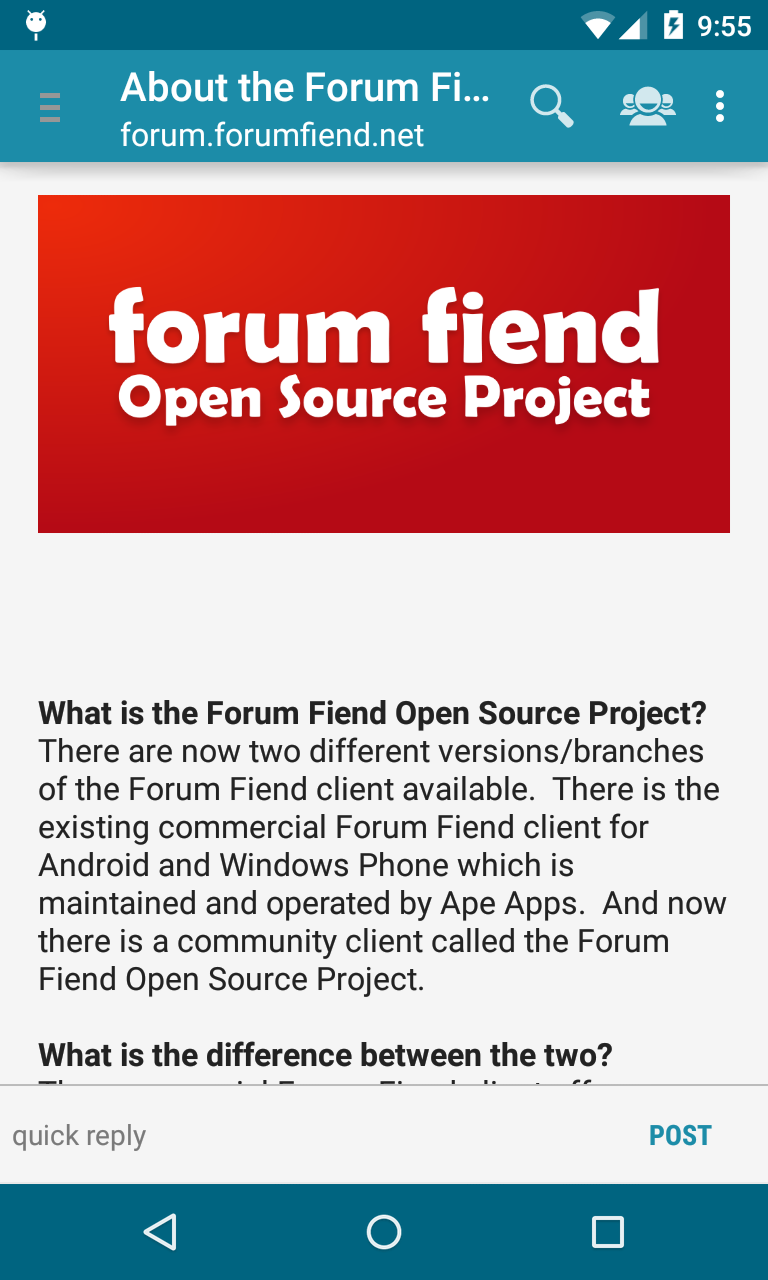 9:55
About the Forum Fi...
forum.forumfiend.net
forum fiend
Open Source Project
What is the Forum Fiend Open Source Project?
There are now two different versions/branches
of the Forum Fiend client available.  There is the
existing commercial Forum Fiend client for
Android and Windows Phone which is
maintained and operated by Ape Apps.  And now
there is a community client called the Forum
Fiend Open Source Project.
What is the difference between the two?
quick reply
POST